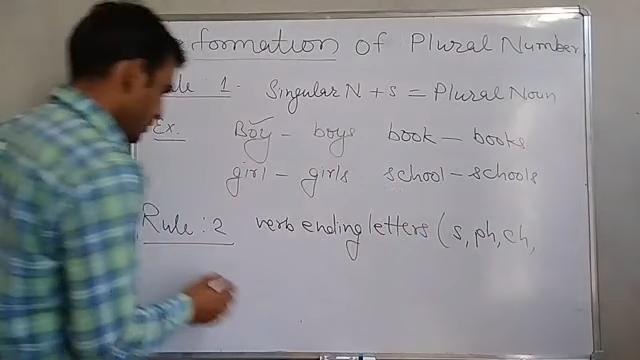 formation of Plural Number
Rule 1. Singular N + s = Plural Noun
Ex. Boy – boys book – books
girl – girls school – schools
Rule : 2 verb ending letters (s, ph, ch,